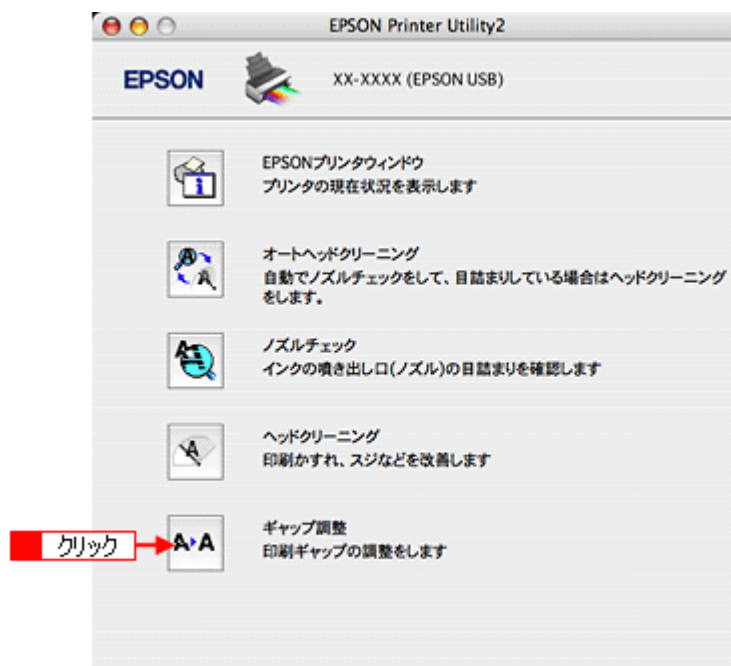 EPSON Printer Utility2
EPSON
XX-XXXX (EPSON USB)
EPSONプリンタウィンドウ
プリンタの現在状況を表示します
オートヘッドクリーニング
自動でノズルチェックをして、目詰まりしている場合はヘッドクリーニング
をします。
ノズルチェック
インクの噴き出し口(ノズル)の目詰まりを確認します
ヘッドクリーニング
印刷かすれ、スジなどを改善します
クリック
ギャップ調整
印刷ギャップの調整をします